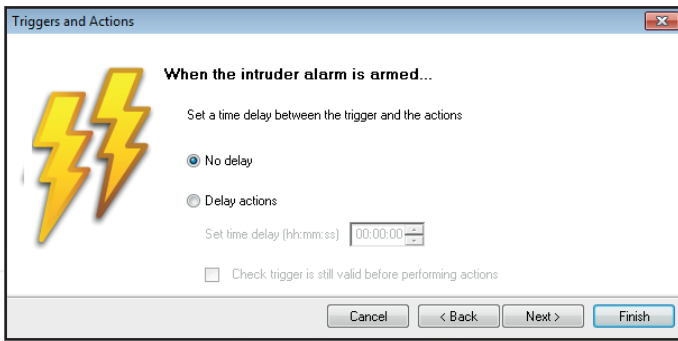 Triggers and Actions
When the intruder alarm is armed...
Set a time delay between the trigger and the actions
No delay
Delay actions
Set time delay (hh:mm:ss) 00:00:00
Check trigger is still valid before performing actions
Cancel < Back Next > Finish